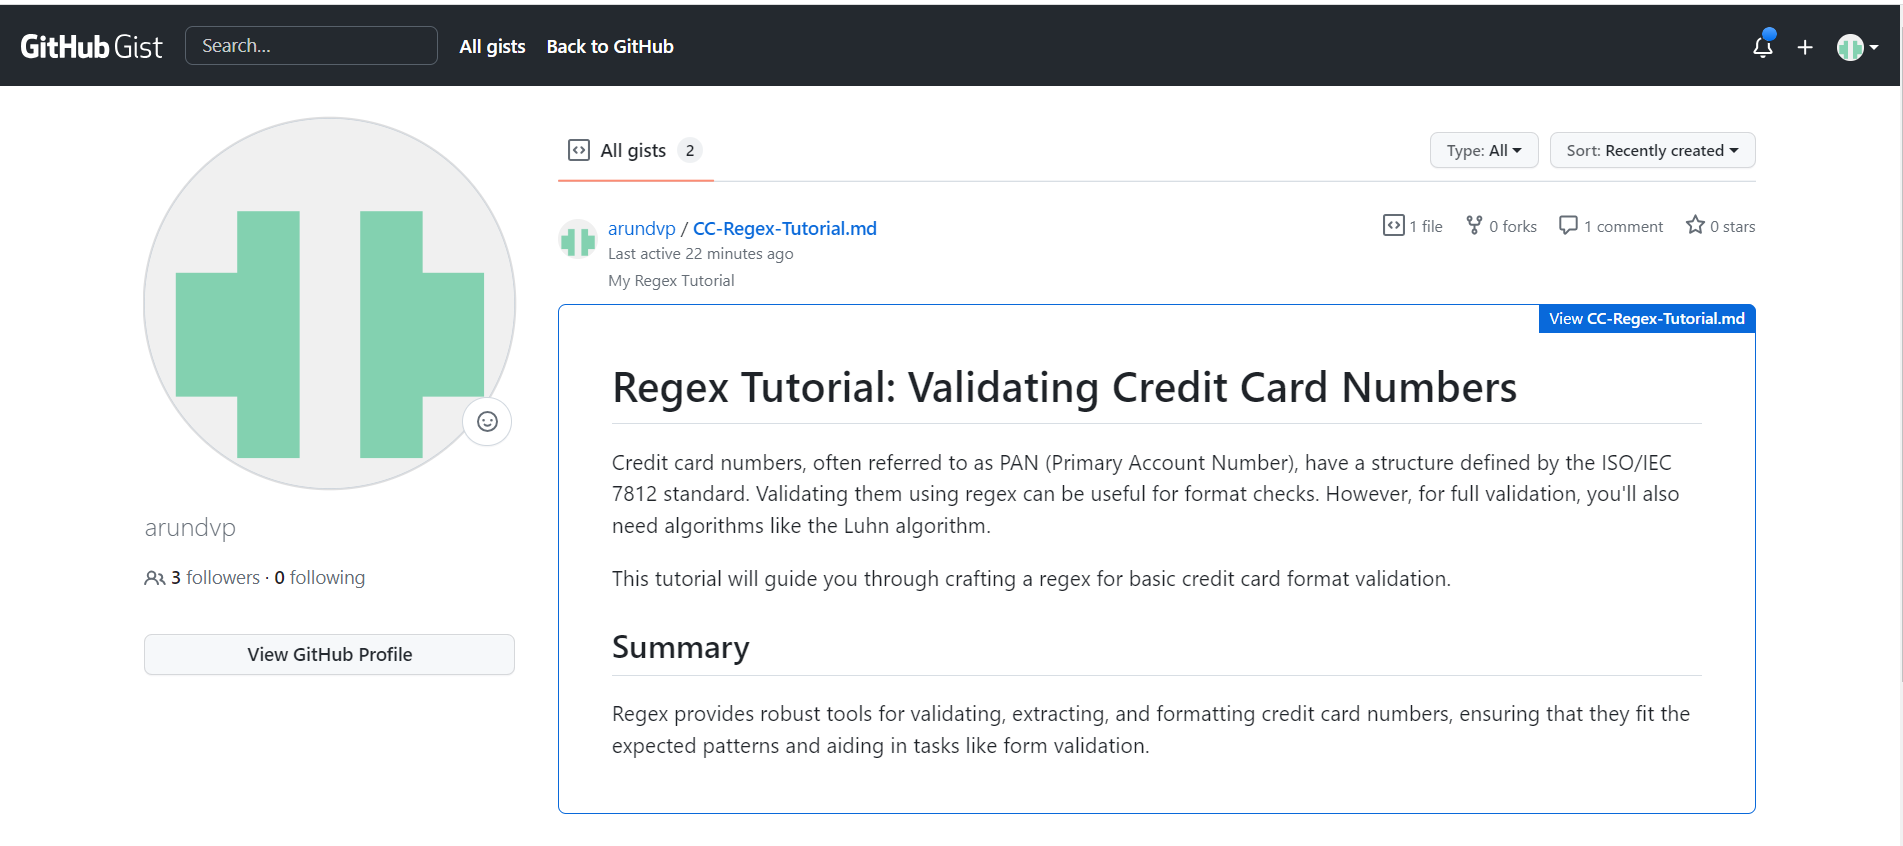 GitHub Gist Search... All gists Back to GitHub
All gists 2 Type: All Sort: Recently created
arundvp / CC-Regex-Tutorial.md 1 file 0 forks 1 comment 0 stars
Last active 22 minutes ago
My Regex Tutorial
View CC-Regex-Tutorial.md
Regex Tutorial: Validating Credit Card Numbers
Credit card numbers, often referred to as PAN (Primary Account Number), have a structure defined by the ISO/IEC
7812 standard. Validating them using regex can be useful for format checks. However, for full validation, you'll also
need algorithms like the Luhn algorithm.
This tutorial will guide you through crafting a regex for basic credit card format validation.
Summary
Regex provides robust tools for validating, extracting, and formatting credit card numbers, ensuring that they fit the
expected patterns and aiding in tasks like form validation.
arundvp
3 followers · 0 following
View GitHub Profile